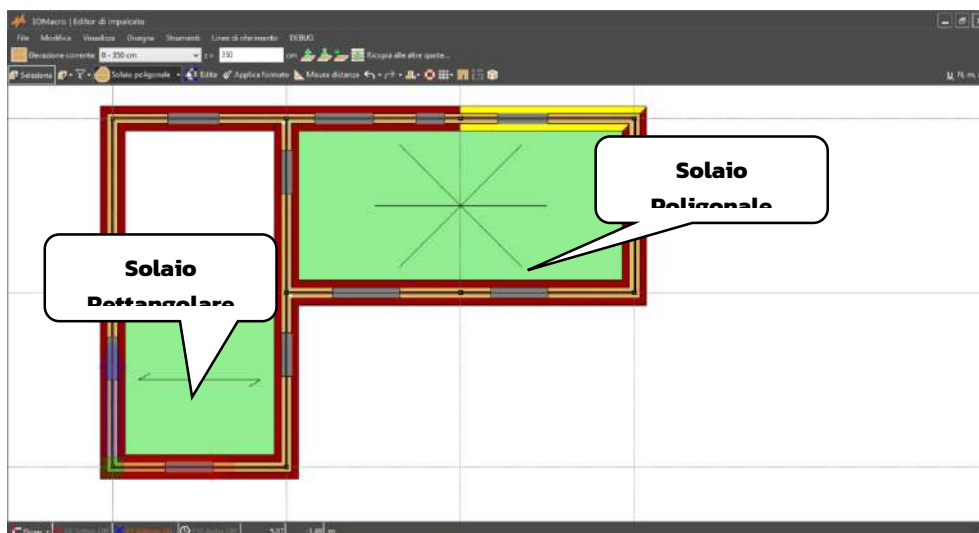 3DMacro | Editor di impalcato
File Modifica Visualizza Disegna Strumenti Linee di riferimento DEBUG
Elevazione corrente: 0 - 350 cm z = 350 cm Ricopia alle altre quote...
Seleziona Solaio poligonale Edita Applica formato Misura distanza U N, m,
Solaio
Poligonale
Solaio
Rettangolare